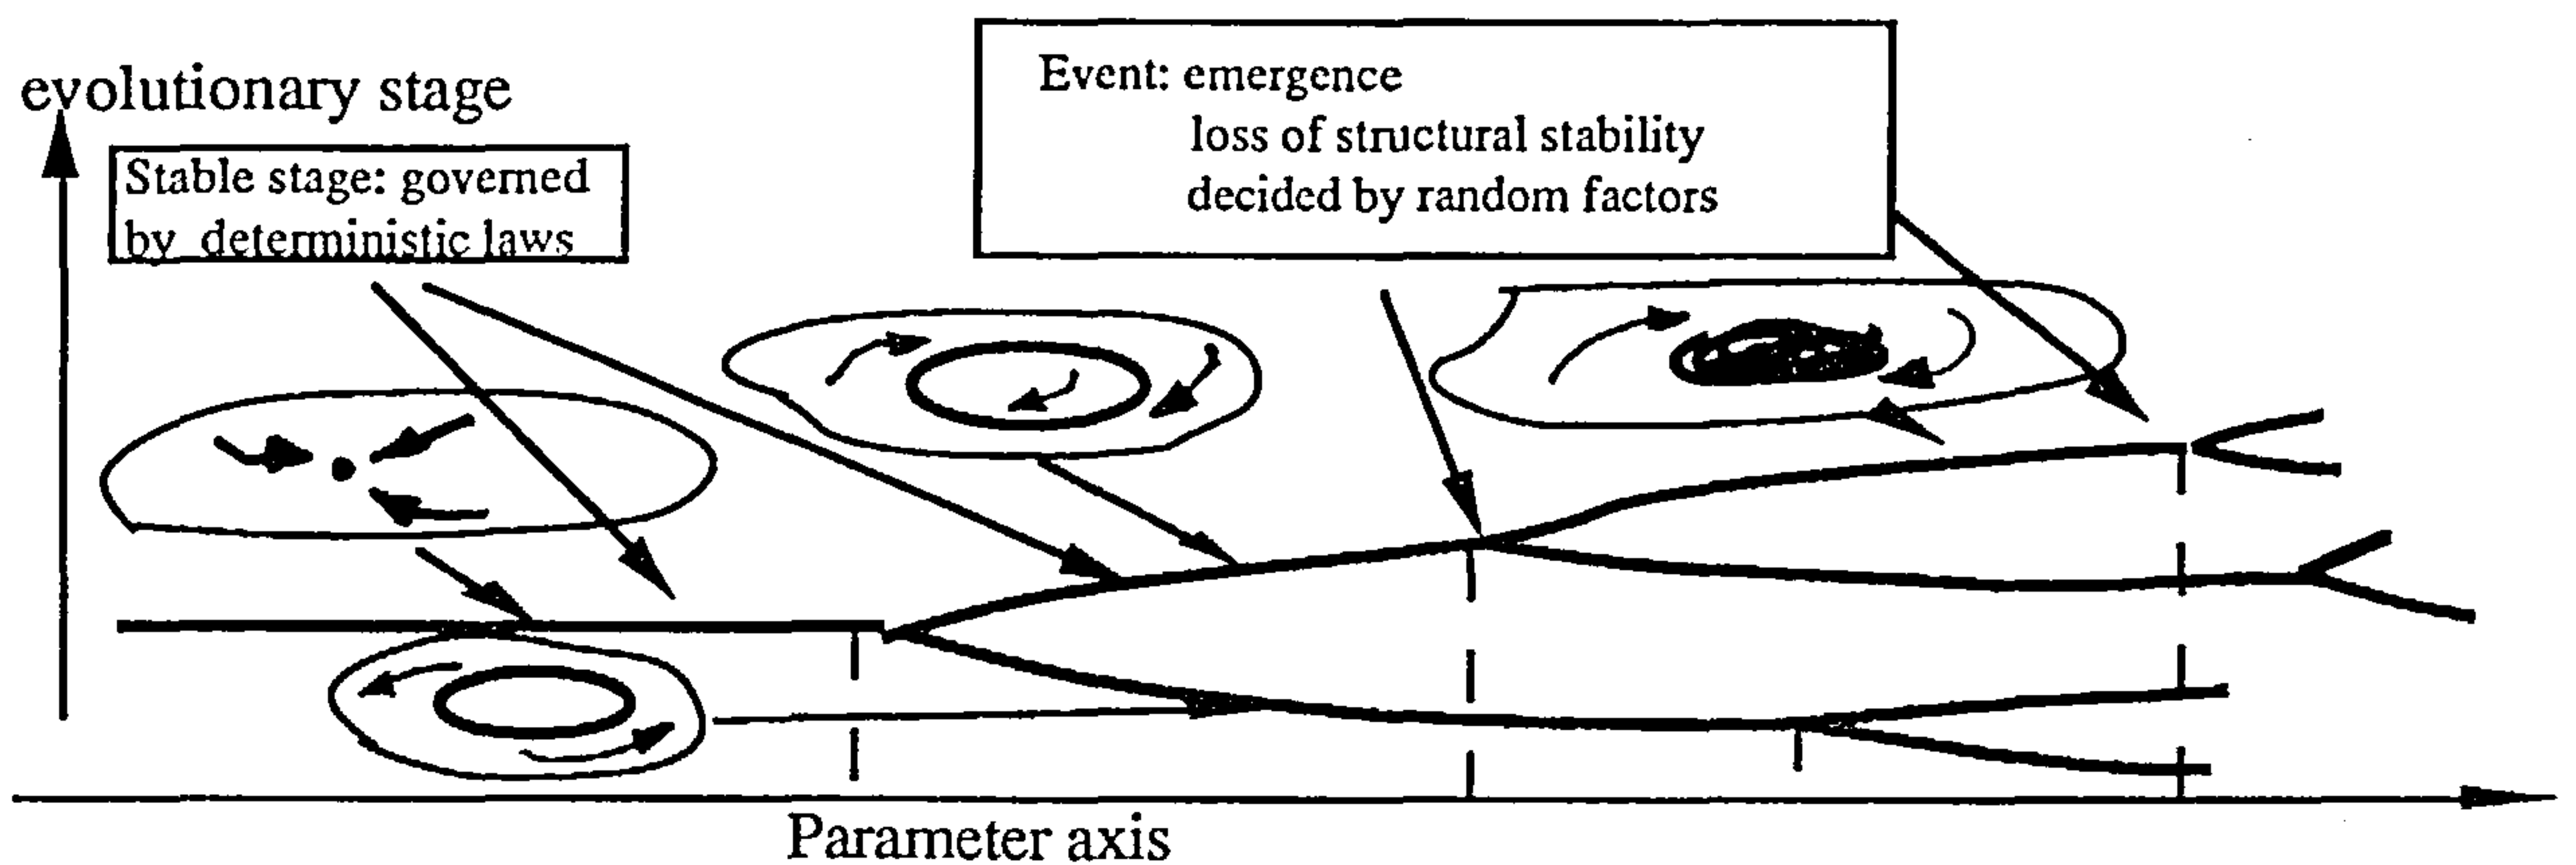 evolutionary stage
Stable stage: governed
by deterministic laws
Event: emergence
loss of structural stability
decided by random factors
Parameter axis